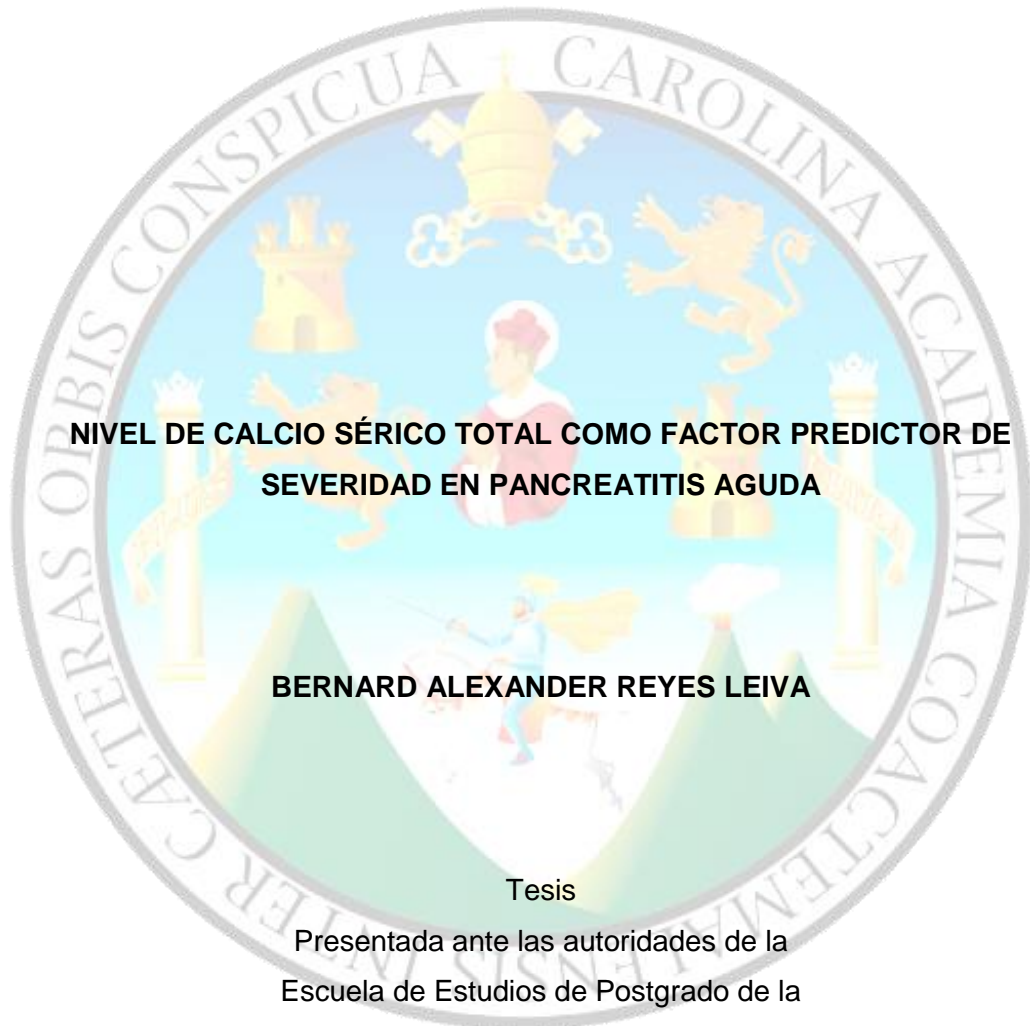 CAETERAS ORBIS CONSPICUA CAROLINA ACADEMIA COACTEMALENSIS INTER
NIVEL DE CALCIO SÉRICO TOTAL COMO FACTOR PREDICTOR DE
SEVERIDAD EN PANCREATITIS AGUDA
BERNARD ALEXANDER REYES LEIVA
Tesis
Presentada ante las autoridades de la
Escuela de Estudios de Postgrado de la